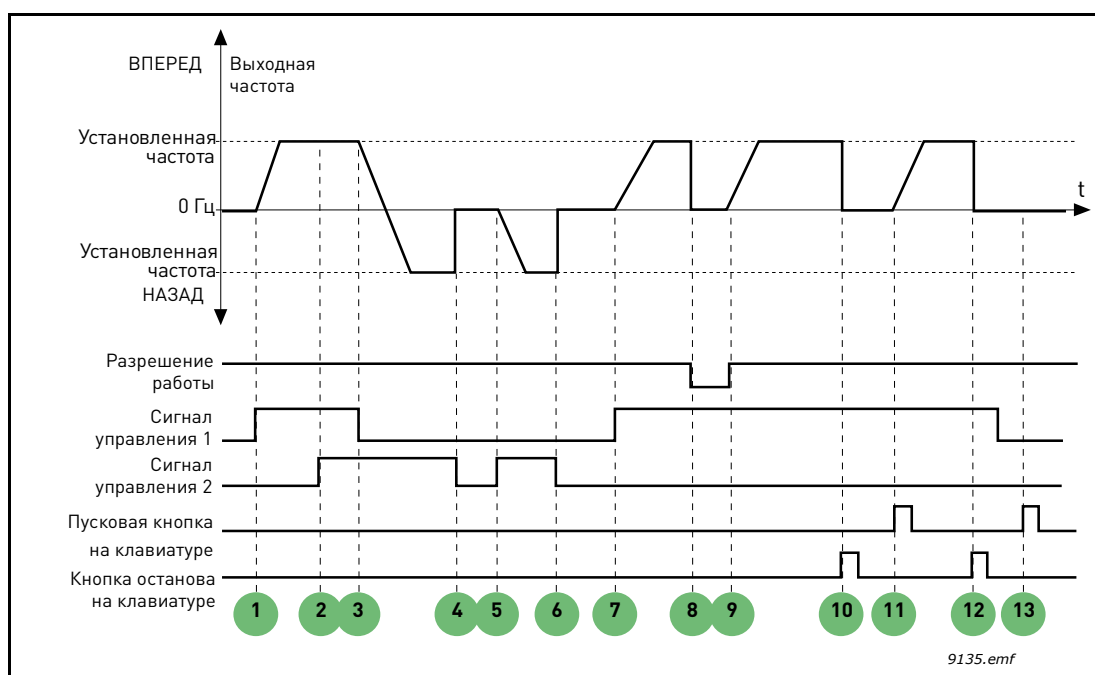 ВПЕРЕД
Выходная
частота
Установленная
частота
0 Гц
t
Установленная
частота
НАЗАД
Разрешение
работы
Сигнал
управления 1
Сигнал
управления 2
Пусковая кнопка
на клавиатуре
Кнопка останова
на клавиатуре
1 2 3 4 5 6 7 8 9 10 11 12 13
9135.emf